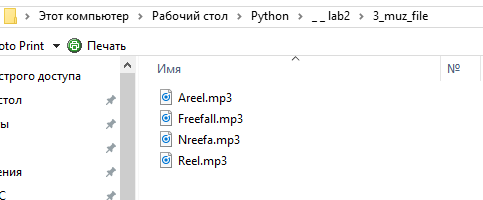 Этот компьютер > Рабочий стол > Python > _ _ lab2 > 3_muz_file
oto Print ▾ Печать
строго доступа
стол
ты
ения
С
Имя
№
Areel.mp3
Freefall.mp3
Nreefa.mp3
Reel.mp3